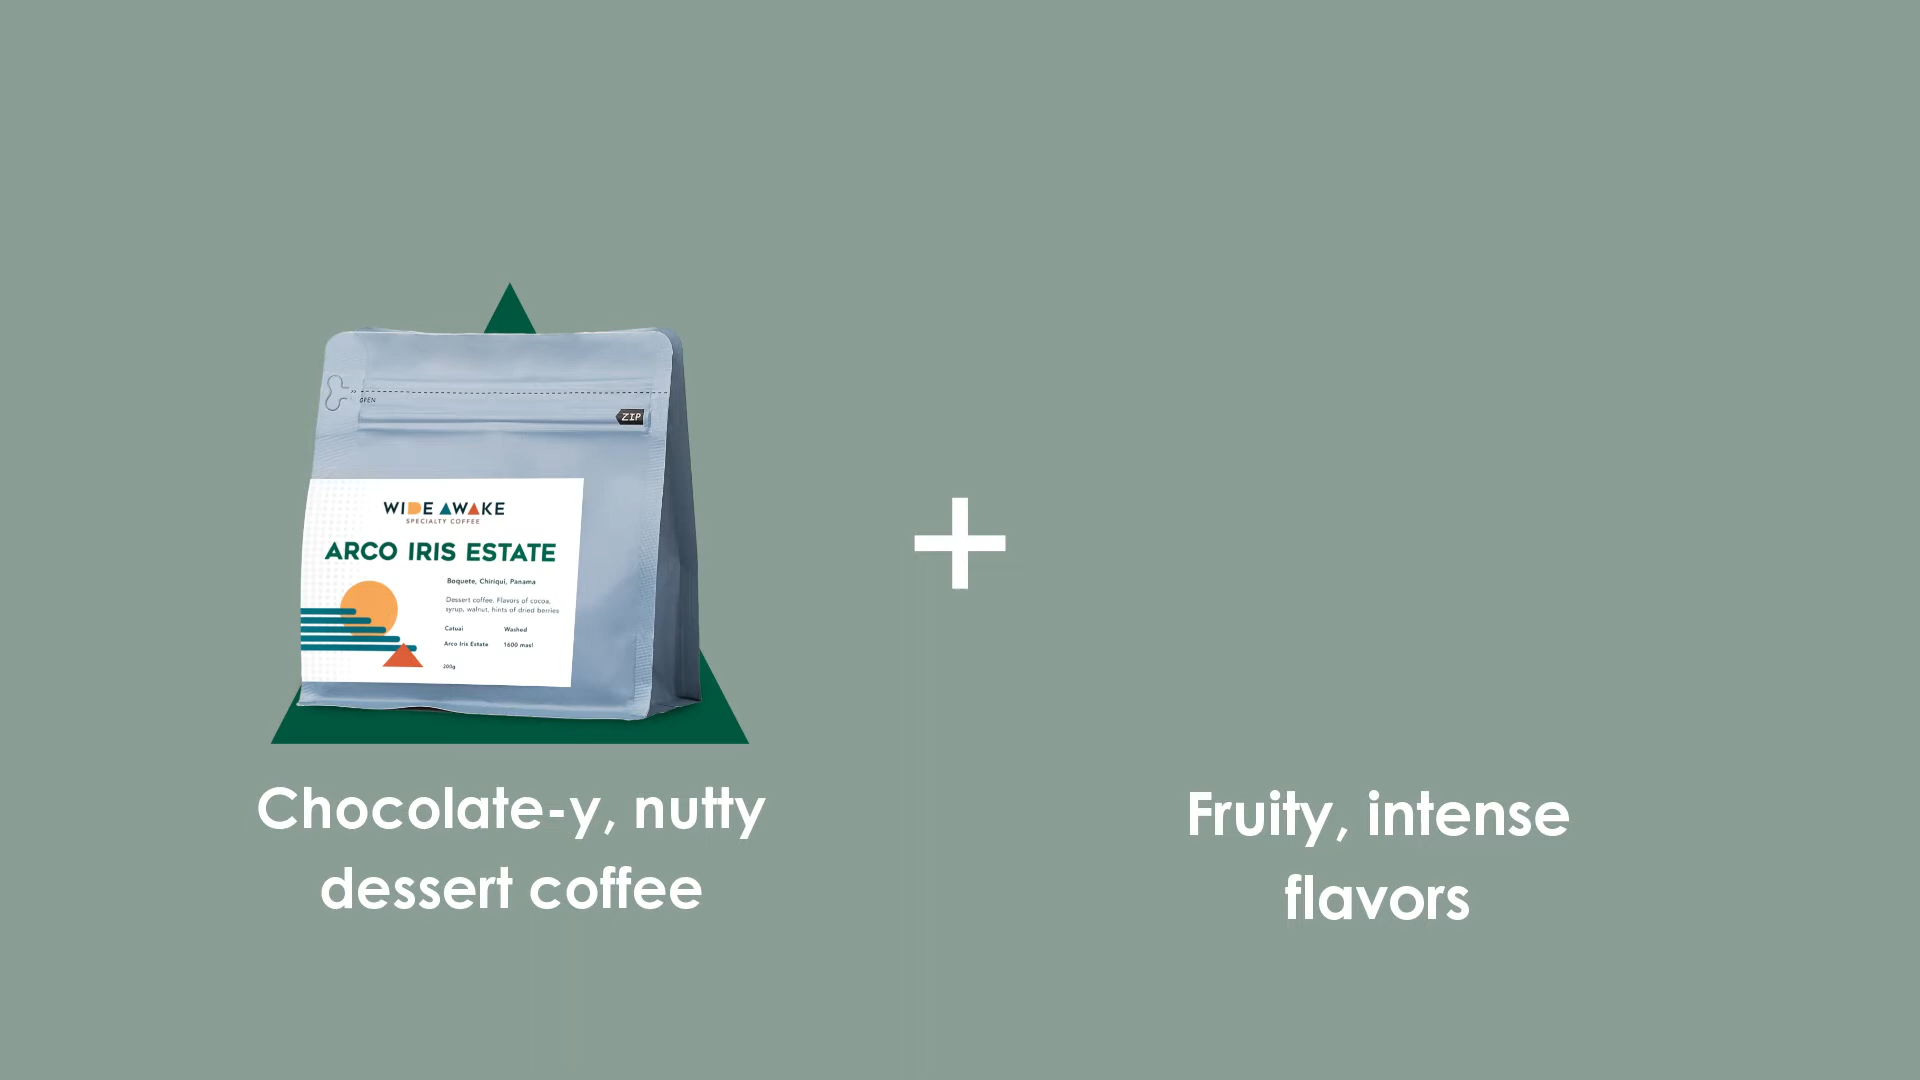 OPEN
ZIP
WIDE AWAKE
SPECIALTY COFFEE
ARCO IRIS ESTATE
Boquete, Chiriqui, Panama
Dessert coffee. Flavors of cocoa,
syrup, walnut, hints of dried berries
Catuai Washed
Arco Iris Estate 1600 masl
200g
+
Chocolate-y, nutty
dessert coffee
Fruity, intense
flavors